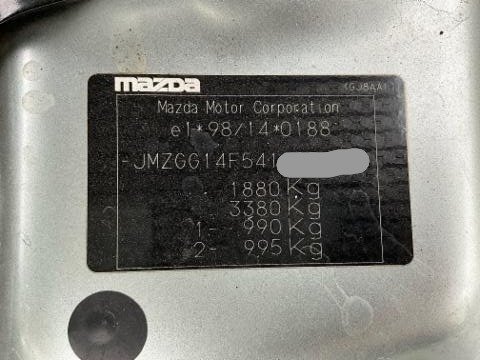 mazda
(GJ8AA)
Mazda Motor Corporation
e1*98/14*0188
-JMZGG14F541
1880 Kg
3380 Kg
1- 990 Kg
2- 995 Kg